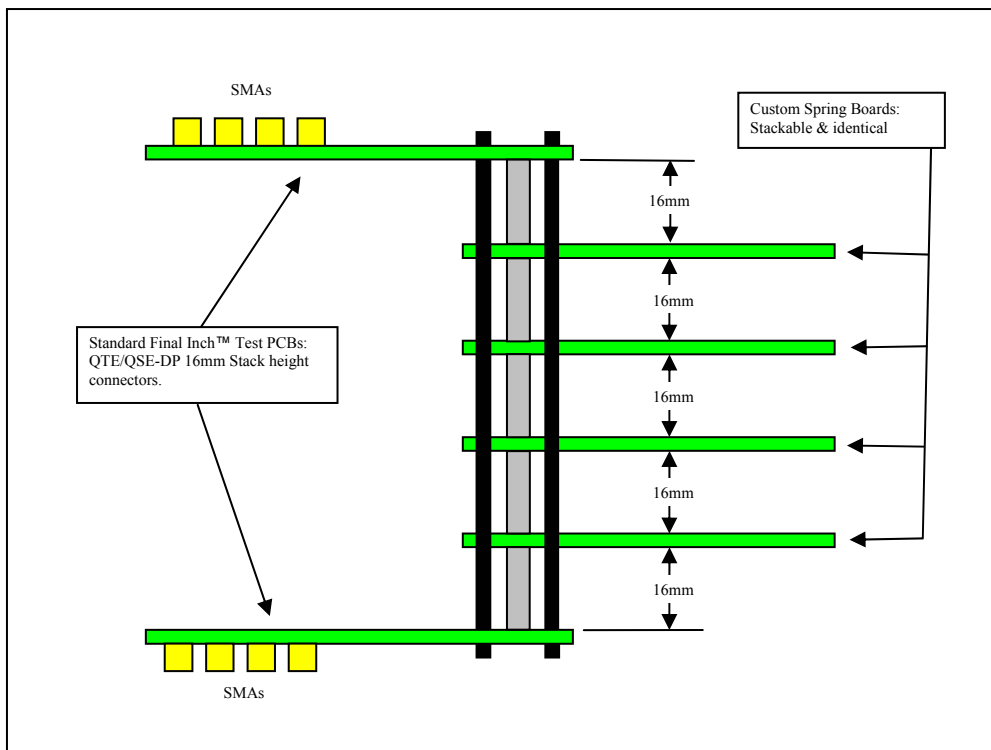 SMAs
Custom Spring Boards:
Stackable & identical
16mm
16mm
Standard Final Inch™ Test PCBs:
QTE/QSE-DP 16mm Stack height
connectors.
16mm
16mm
16mm
SMAs